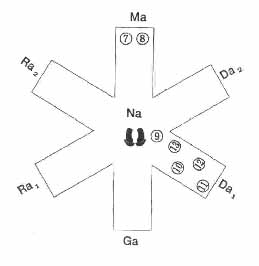 Ma
⑦ ⑧
Ra₂
Da₂
Na
⑨
⑬
⑫
⑩
⑪
Ra₁
Da₁
Ga